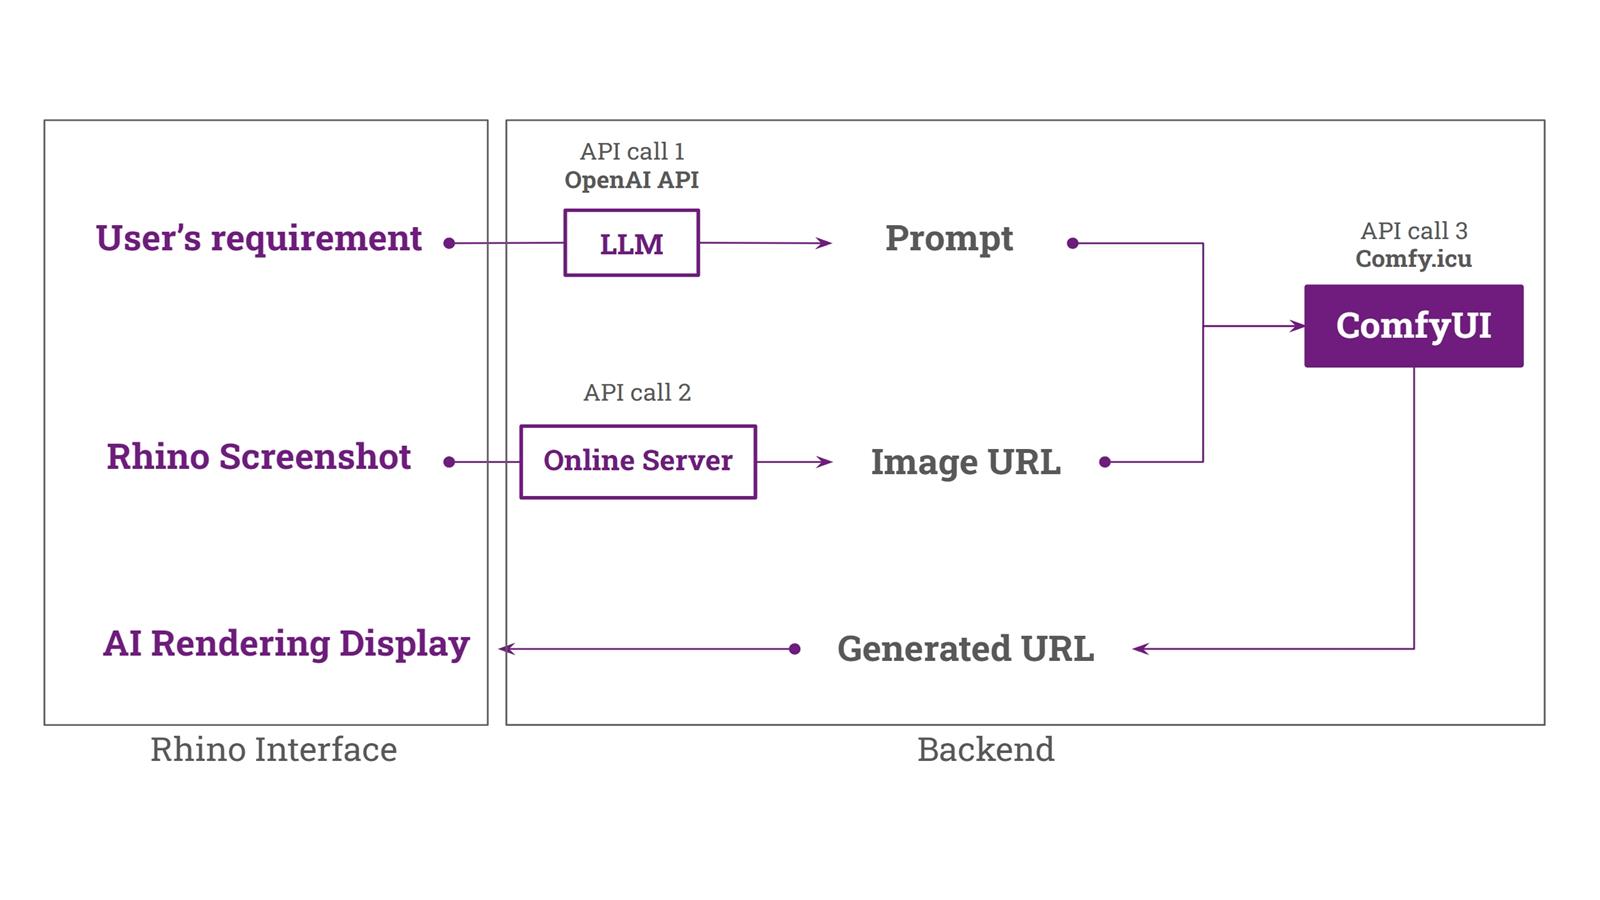 API call 1
OpenAI API
User’s requirement
LLM
Prompt
API call 3
Comfy.icu
ComfyUI
API call 2
Rhino Screenshot
Online Server
Image URL
AI Rendering Display
Generated URL
Rhino Interface
Backend